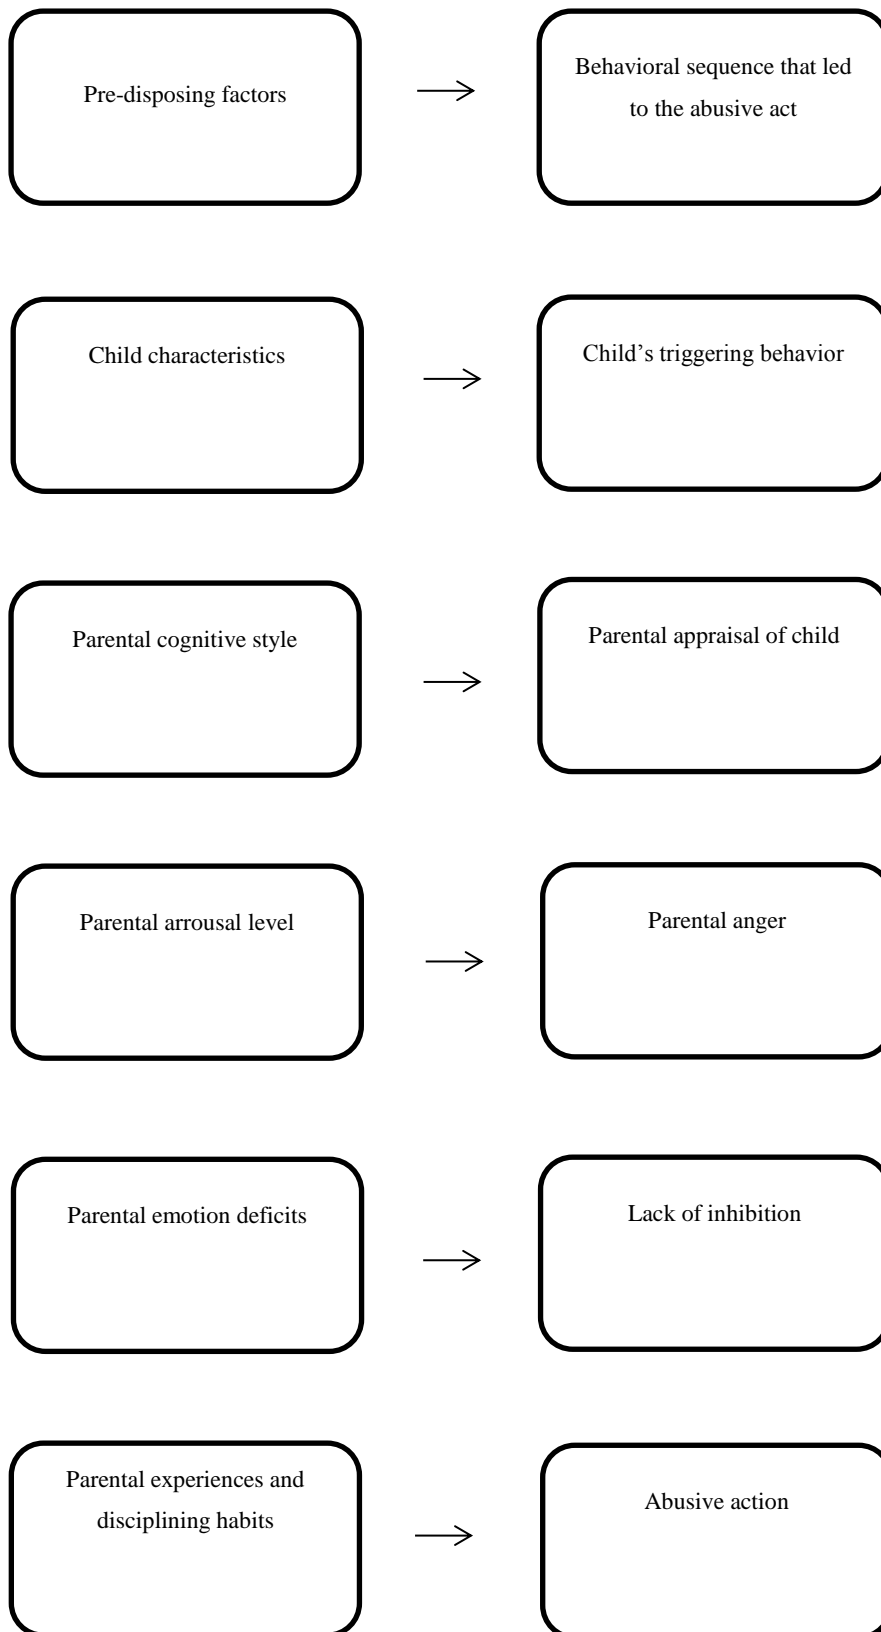 Pre-disposing factors
Behavioral sequence that led
to the abusive act
Child characteristics
Child’s triggering behavior
Parental cognitive style
Parental appraisal of child
Parental arrousal level
Parental anger
Parental emotion deficits
Lack of inhibition
Parental experiences and
disciplining habits
Abusive action